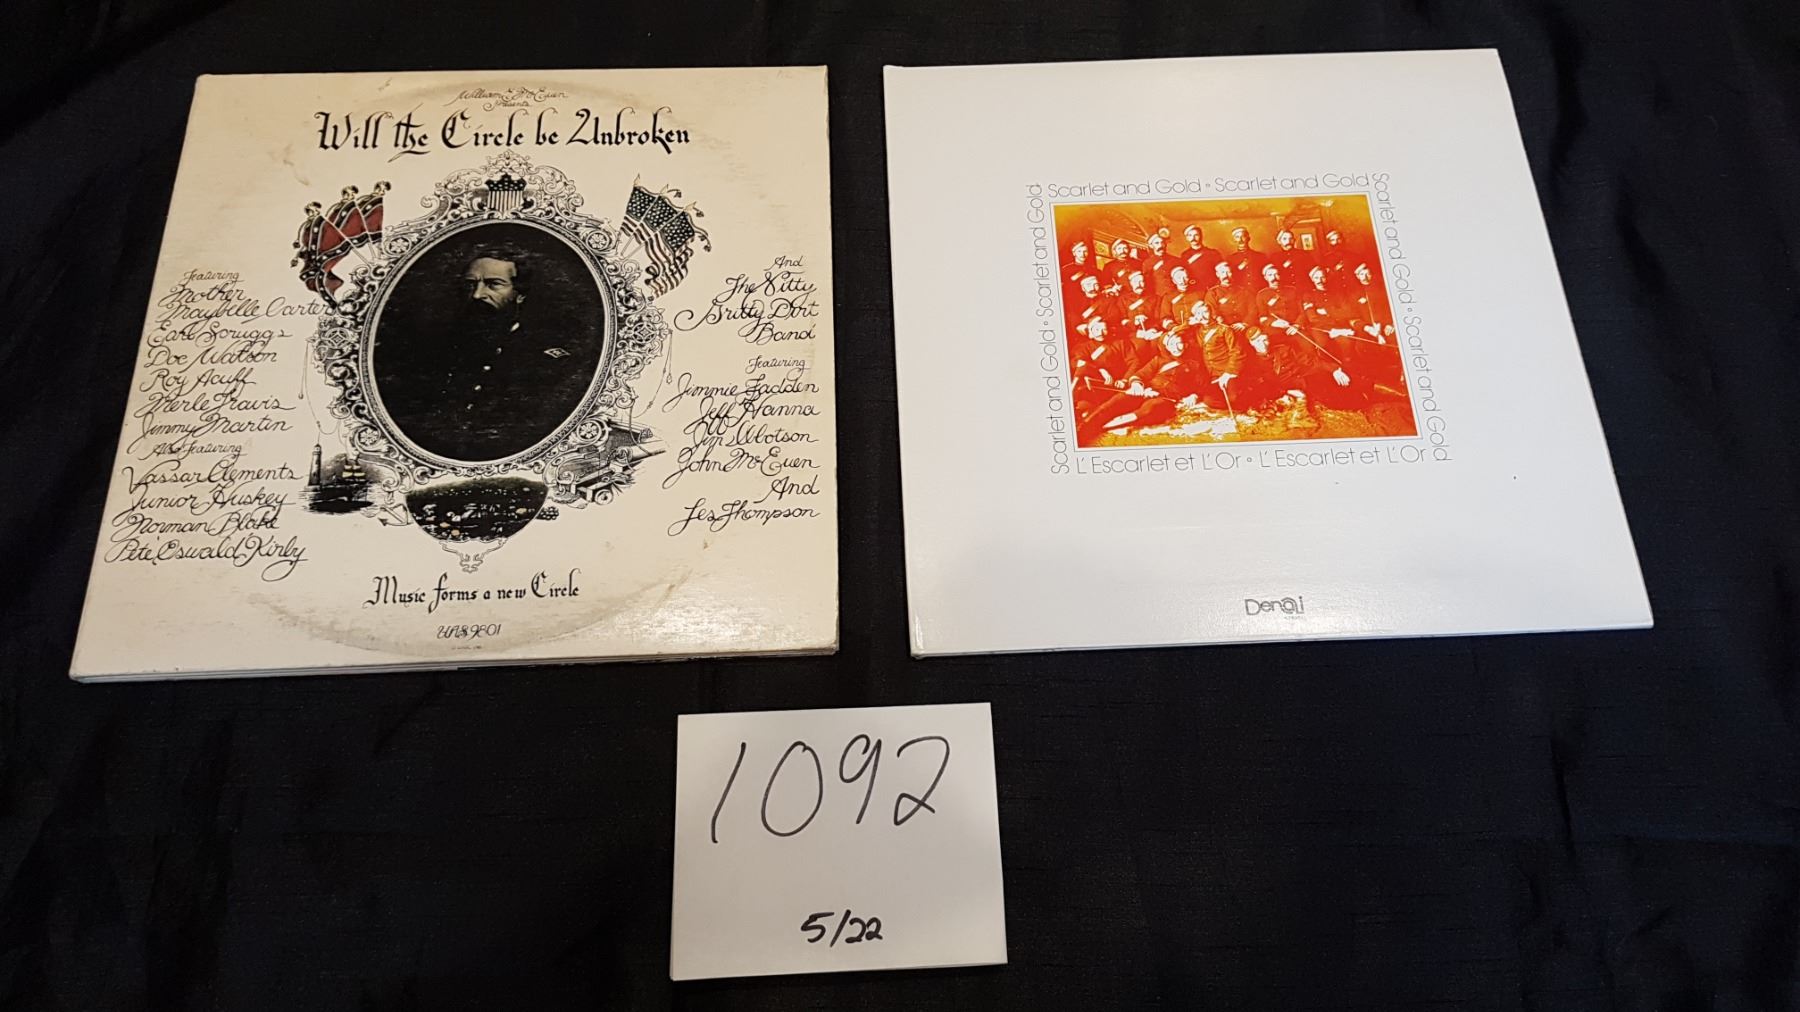 William E. McEuen
Presents
Will the Circle be Unbroken
Featuring
Mother
Maybelle Carter
Earl Scruggs
Doc Watson
Roy Acuff
Merle Travis
Jimmy Martin
Also Featuring
Vassar Clements
Junior Huskey
Norman Blake
Pete Oswald Kirby
And
The Nitty
Gritty Dirt
Band
Featuring
Jimmie Fadden
Jeff Hanna
Jim Ibbotson
John McEuen
And
Les Thompson
Music forms a new Circle
UAS 9801
Scarlet and Gold • Scarlet and Gold
Scarlet and Gold • Scarlet and Gold
Scarlet and Gold • Scarlet and Gold
L'Escarlet et L'Or • L'Escarlet et L'Or
Denali
1092
5/22